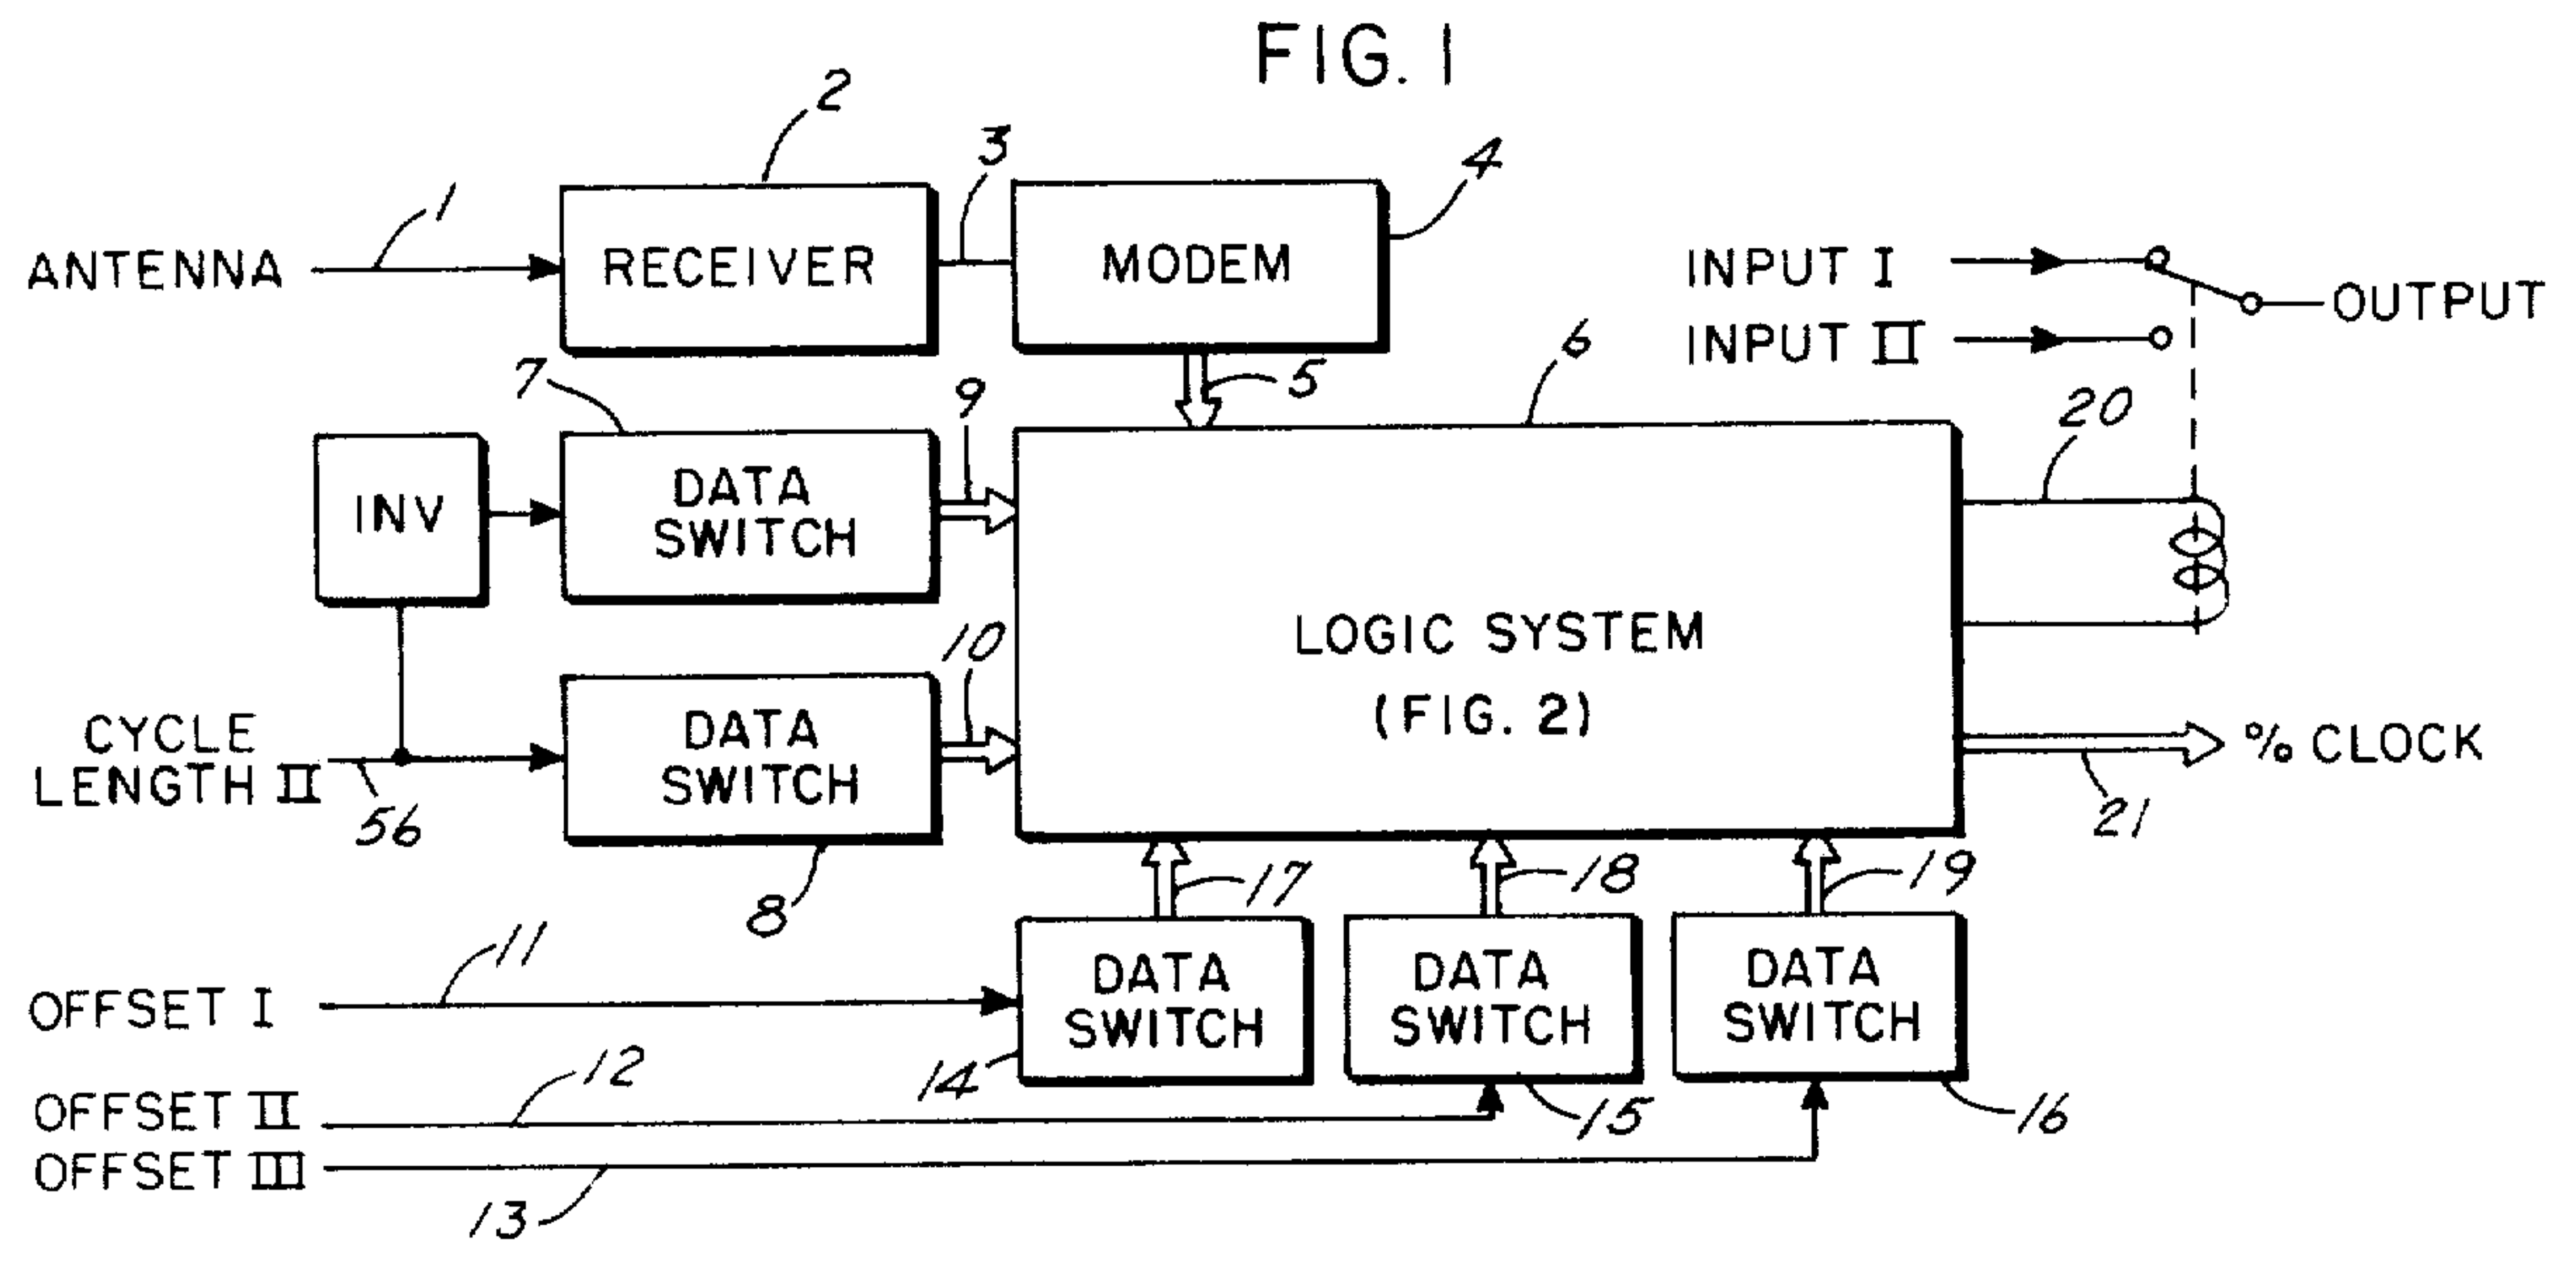 FIG. 1
2
3
4
1
ANTENNA
RECEIVER
MODEM
INPUT I
OUTPUT
INPUT II
5
6
7
9
20
INV
DATA
SWITCH
10
LOGIC SYSTEM
(FIG. 2)
CYCLE
LENGTH II
56
DATA
SWITCH
% CLOCK
21
8
17
18
19
11
OFFSET I
DATA
SWITCH
DATA
SWITCH
DATA
SWITCH
14
12
OFFSET II
15
16
OFFSET III
13